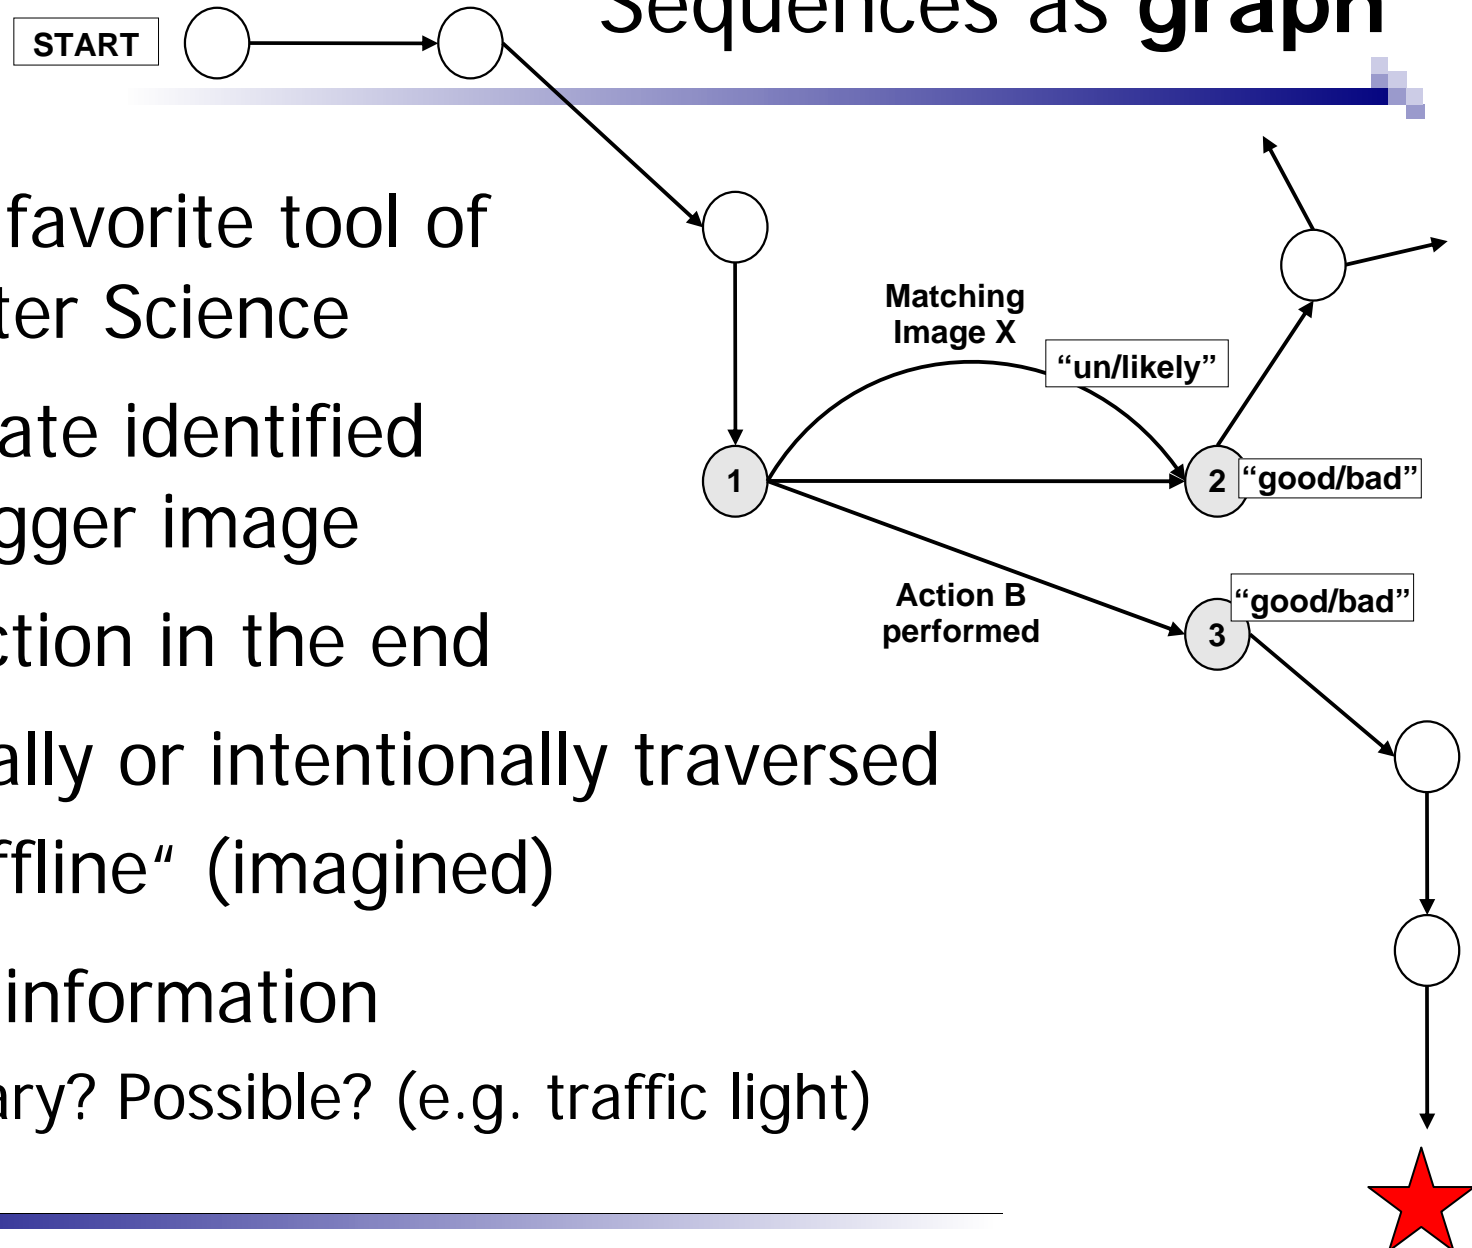 Sequences as graph
START
favorite tool of
ter Science
ate identified
gger image
ction in the end
ally or intentionally traversed
ffline“ (imagined)
information
ary? Possible? (e.g. traffic light)
Matching
Image X
“un/likely”
1
2
“good/bad”
Action B
performed
3
“good/bad”